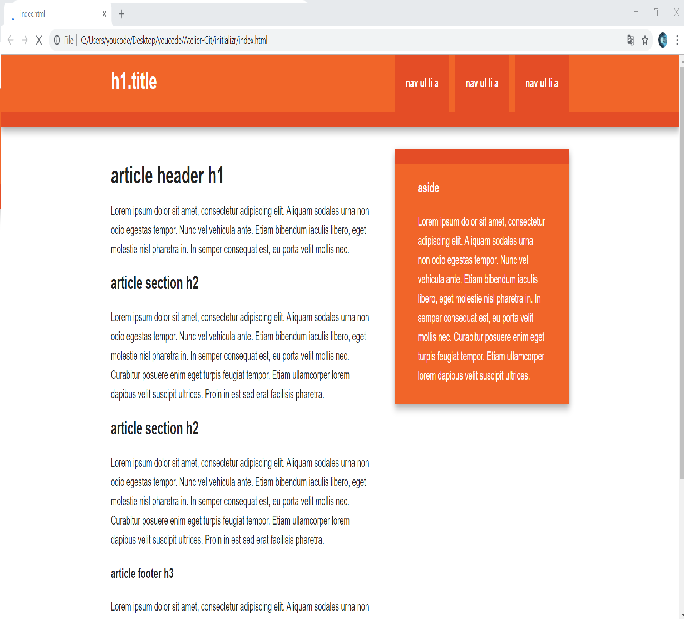 index.html
File | C:/Users/youcode/Desktop/youcode/Atelier-Git/initializr/index.html
h1.title
nav ul li a
nav ul li a
nav ul li a
article header h1
Lorem ipsum dolor sit amet, consectetur adipiscing elit. Aliquam sodales urna non
odio egestas tempor. Nunc vel vehicula ante. Etiam bibendum iaculis libero, eget
molestie nisl pharetra in. In semper consequat est, eu porta velit mollis nec.
article section h2
Lorem ipsum dolor sit amet, consectetur adipiscing elit. Aliquam sodales urna non
odio egestas tempor. Nunc vel vehicula ante. Etiam bibendum iaculis libero, eget
molestie nisl pharetra in. In semper consequat est, eu porta velit mollis nec.
Curabitur posuere enim eget turpis feugiat tempor. Etiam ullamcorper lorem
dapibus velit suscipit ultrices. Proin in est sed erat facilisis pharetra.
article section h2
Lorem ipsum dolor sit amet, consectetur adipiscing elit. Aliquam sodales urna non
odio egestas tempor. Nunc vel vehicula ante. Etiam bibendum iaculis libero, eget
molestie nisl pharetra in. In semper consequat est, eu porta velit mollis nec.
Curabitur posuere enim eget turpis feugiat tempor. Etiam ullamcorper lorem
dapibus velit suscipit ultrices. Proin in est sed erat facilisis pharetra.
article footer h3
Lorem ipsum dolor sit amet, consectetur adipiscing elit. Aliquam sodales urna non
aside
Lorem ipsum dolor sit amet, consectetur
adipiscing elit. Aliquam sodales urna
non odio egestas tempor. Nunc vel
vehicula ante. Etiam bibendum iaculis
libero, eget molestie nisl pharetra in. In
semper consequat est, eu porta velit
mollis nec. Curabitur posuere enim eget
turpis feugiat tempor. Etiam ullamcorper
lorem dapibus velit suscipit ultrices.